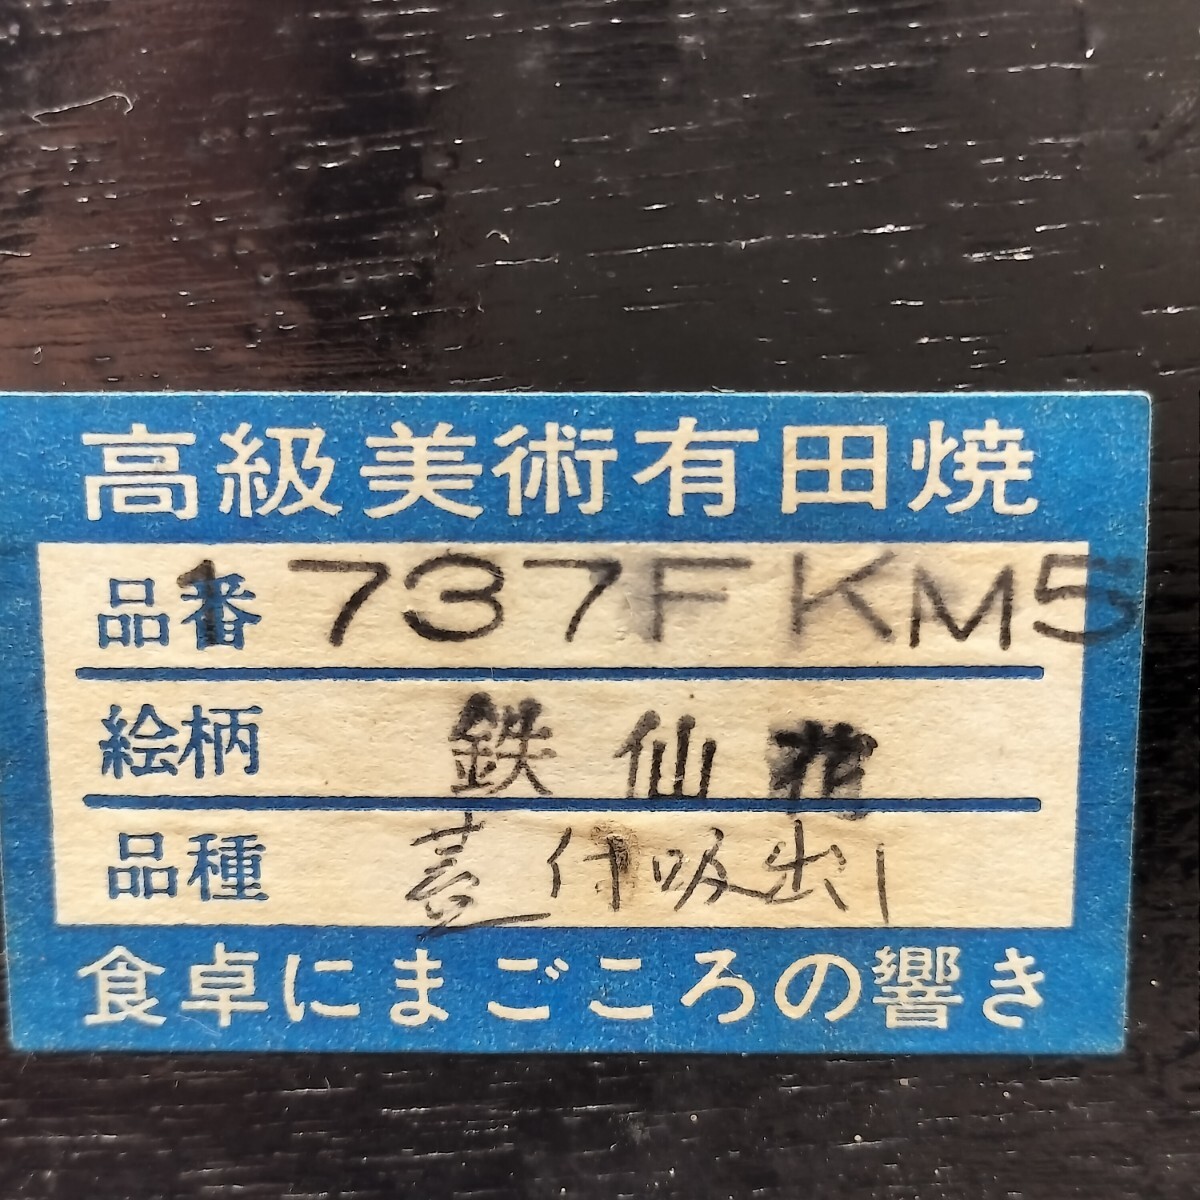 高級美術有田焼
品番 1737FKM5
絵柄 鉄仙花
品種 蓋付吸出し
食卓にまごころの響き